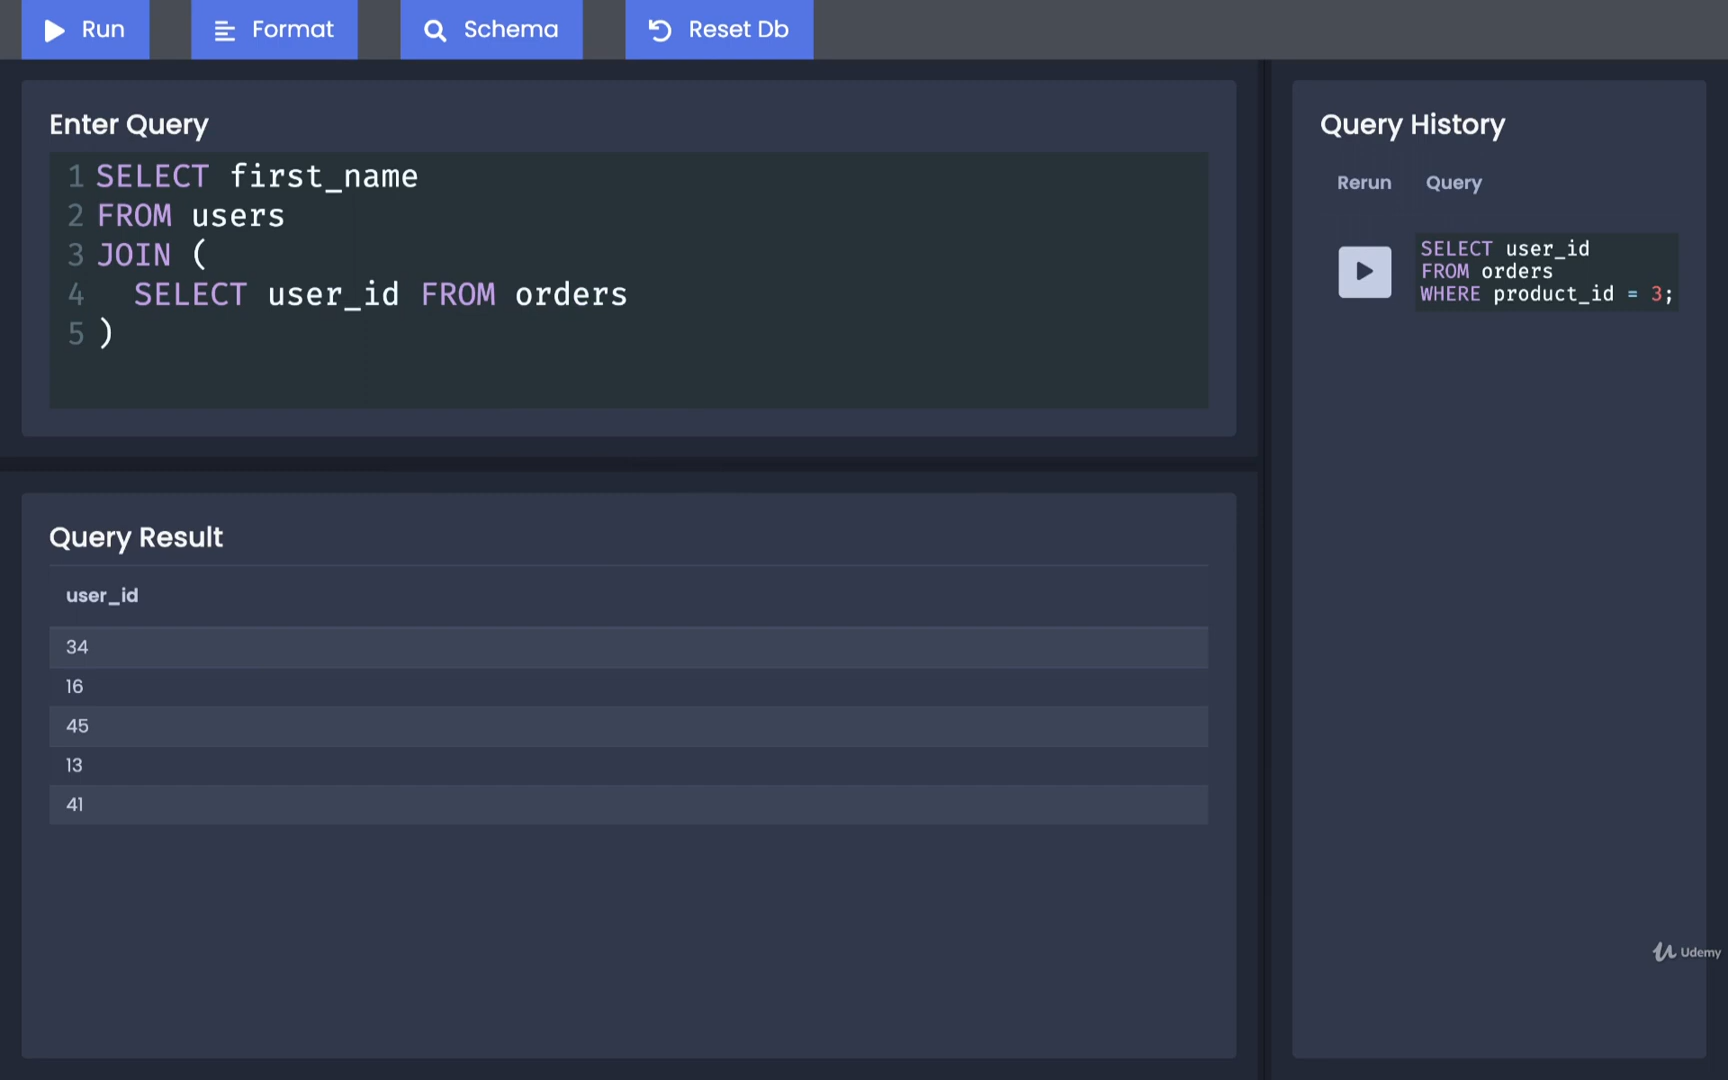 Run
Format
Schema
Reset Db
Enter Query
1 SELECT first_name
2 FROM users
3 JOIN (
4 SELECT user_id FROM orders
5 )
Query Result
user_id
34
16
45
13
41
Query History
Rerun Query
SELECT user_id
FROM orders
WHERE product_id = 3;
Udemy